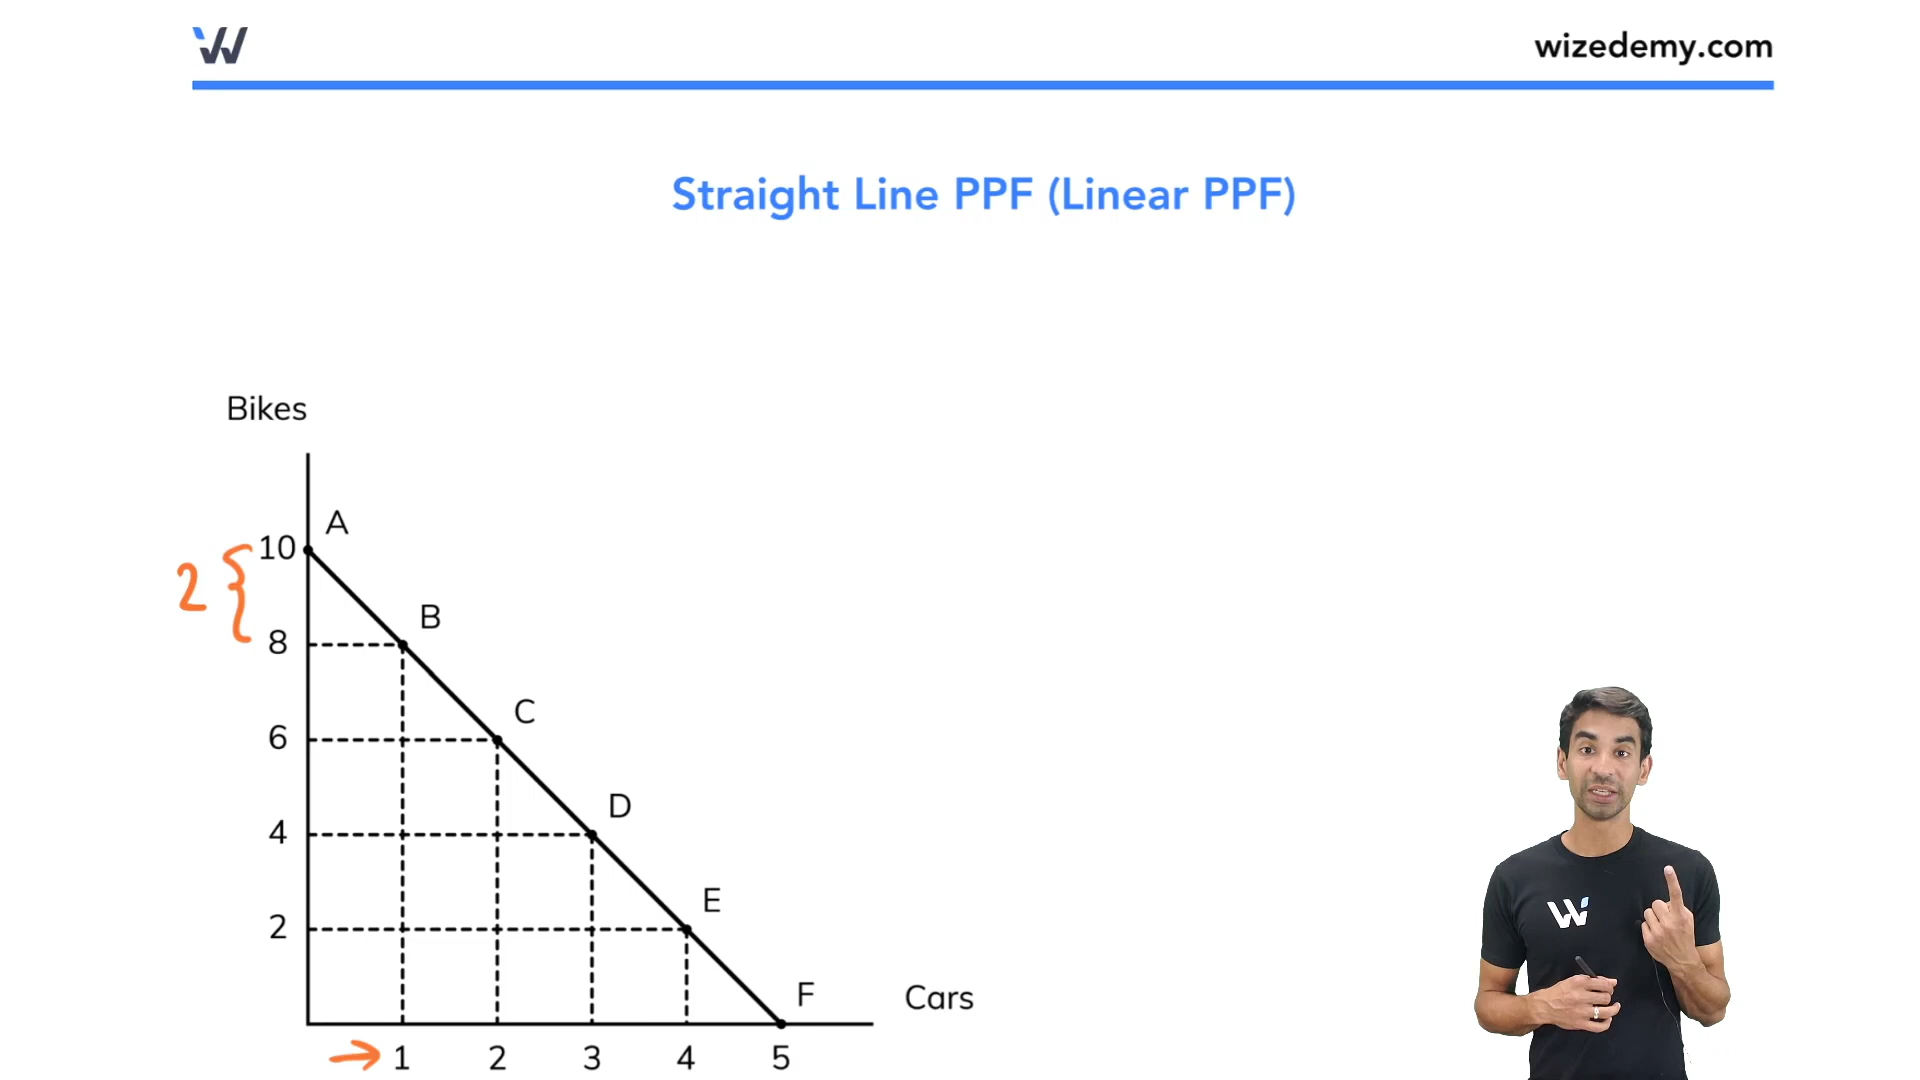 W
wizedemy.com
Straight Line PPF (Linear PPF)
Bikes
A
10
2
B
8
C
6
D
4
E
2
F
Cars
1 2 3 4 5
W